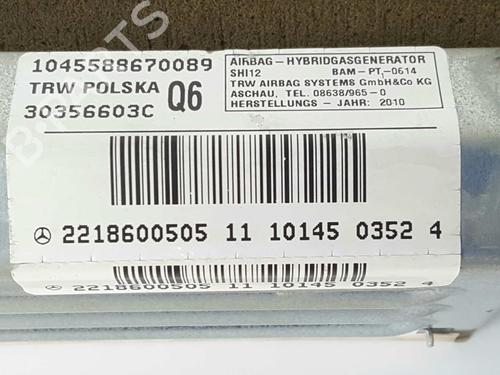 1045588670089
TRW POLSKA Q6
30356603C
AIRBAG - HYBRIDGASGENERATOR
SHI12 BAM-PT-0614
TRW AIRBAG SYSTEMS GmbH&Co KG
ASCHAU, TEL. 08638/965-0
HERSTELLUNGS - JAHR: 2010
2218600505 11 10145 0352 4
2218600505 11 10145 0352 4